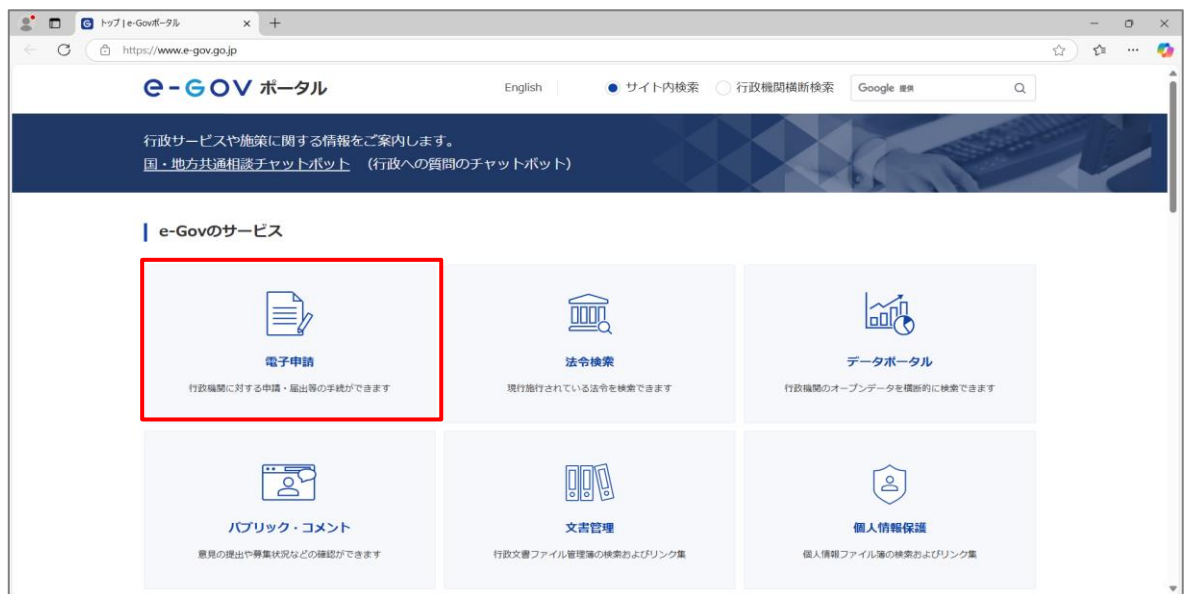 トップ | e-Govポータル
https://www.e-gov.go.jp
e-GOV ポータル
English
サイト内検索
行政機関横断検索
Google 提供
行政サービスや施策に関する情報をご案内します。
国・地方共通相談チャットボット (行政への質問のチャットボット)
e-Govのサービス
電子申請
行政機関に対する申請・届出等の手続ができます
法令検索
現行施行されている法令を検索できます
データポータル
行政機関のオープンデータを横断的に検索できます
パブリック・コメント
意見の提出や募集状況などの確認ができます
文書管理
行政文書ファイル管理簿の検索およびリンク集
個人情報保護
個人情報ファイル簿の検索およびリンク集